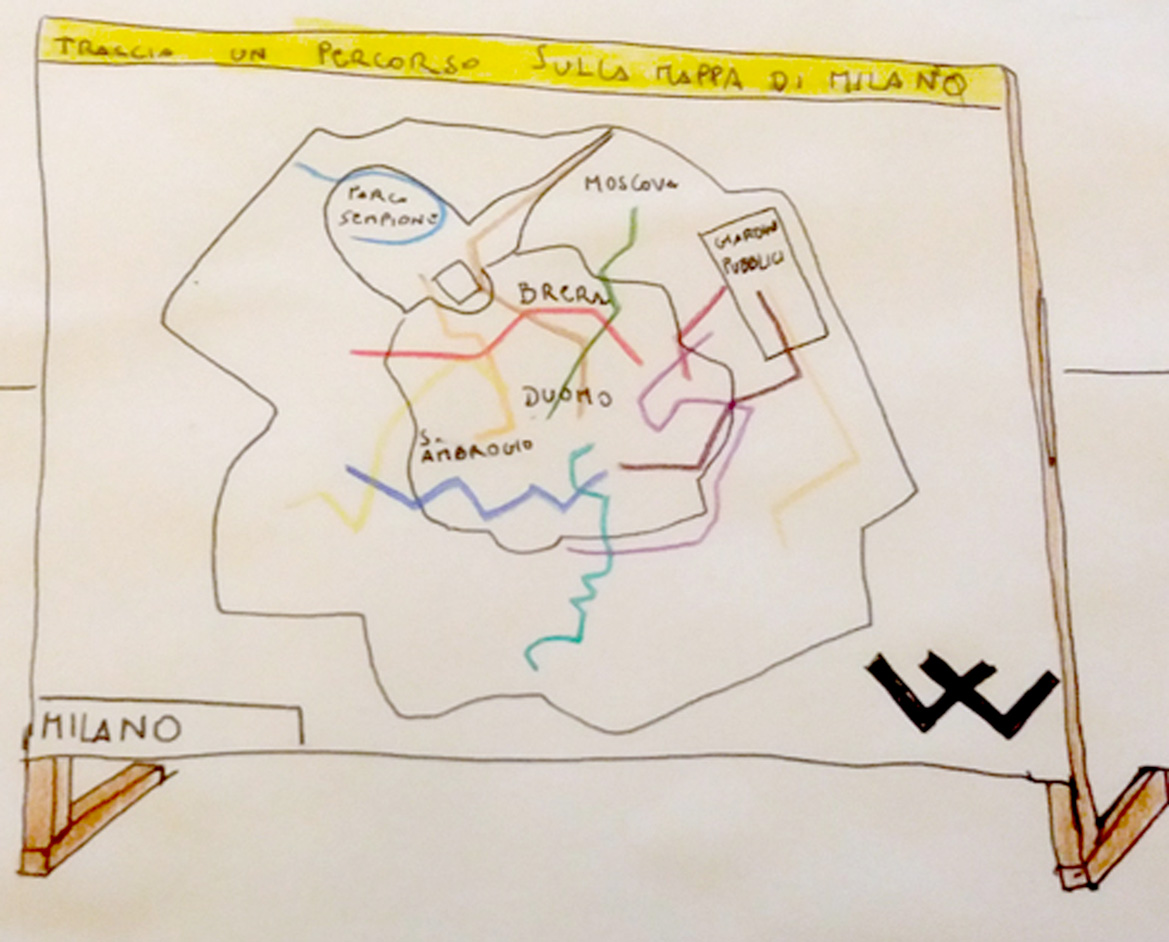 TRACCIA UN PERCORSO SULLA MAPPA DI MILANO
MOSCOVA
PARCO
SEMPIONE
GIARDINI
PUBBLICI
BRERA
DUOMO
S.
AMBROGIO
MILANO
W